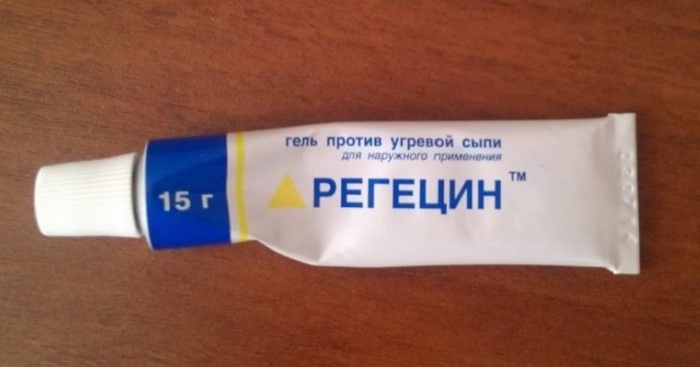 гель против угревой сыпи
для наружного применения
РЕГЕЦИН™
15 г